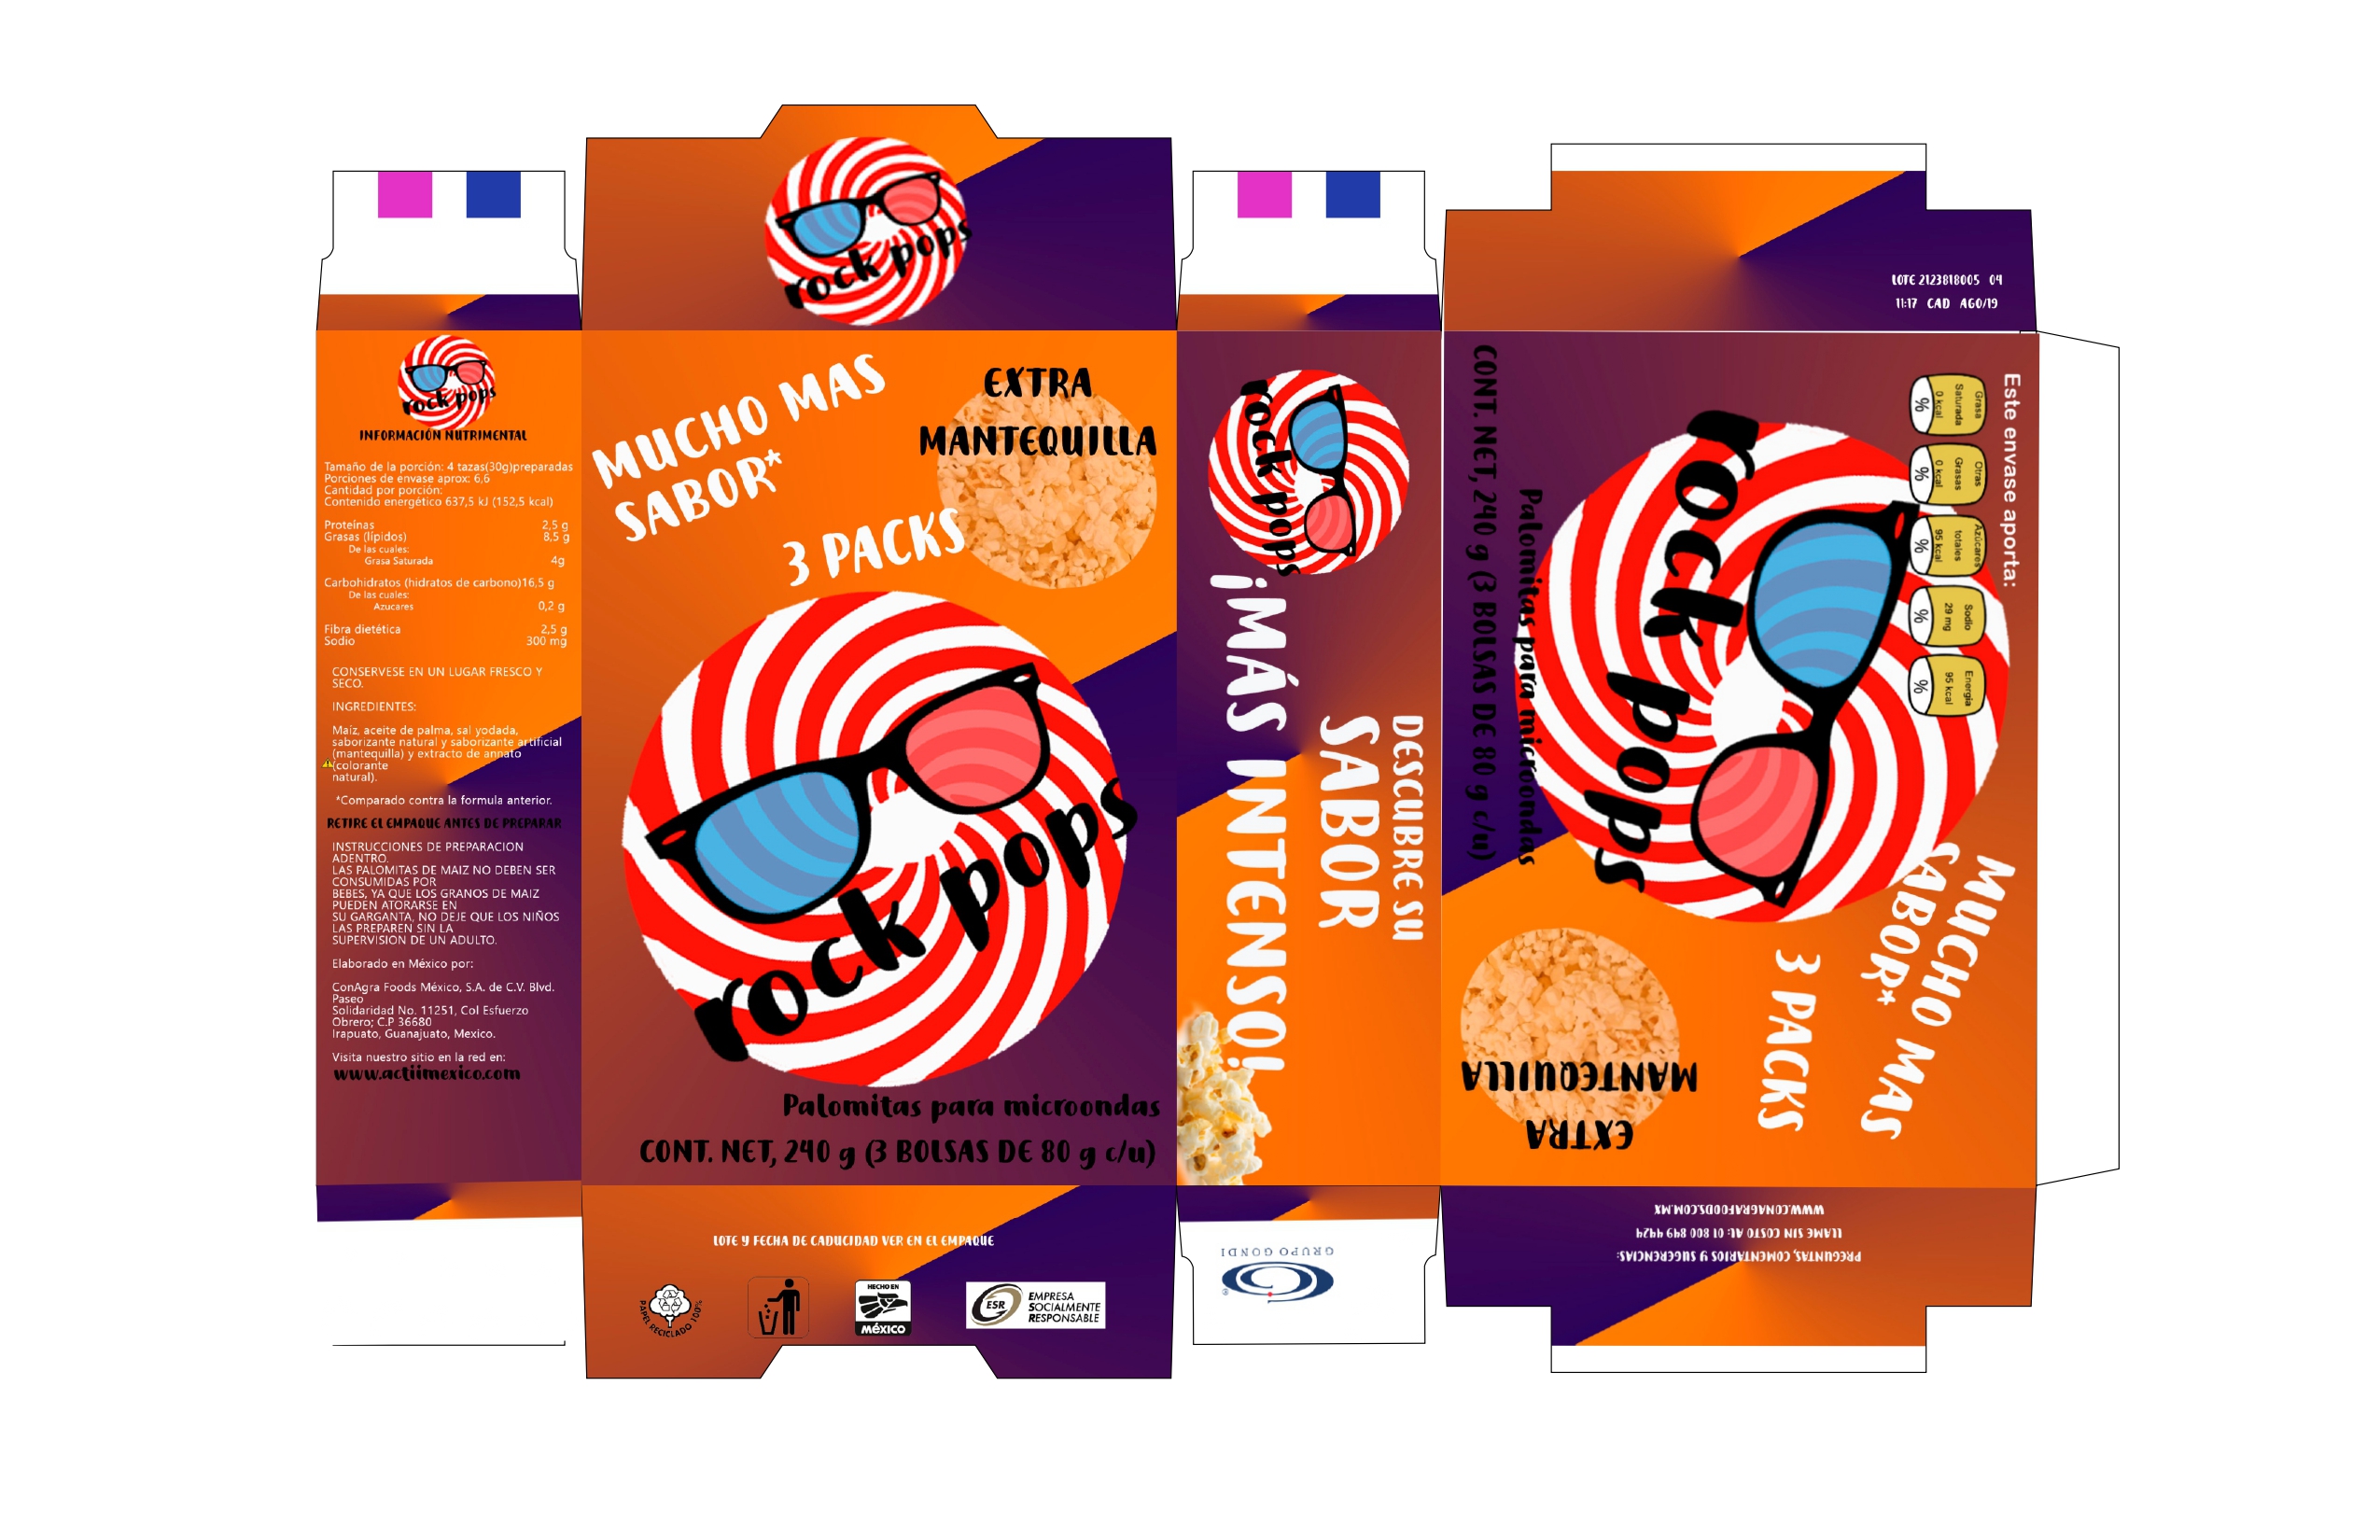 rock pops
INFORMACIÓN NUTRIMENTAL
Tamaño de la porción: 4 tazas(30g)preparadas
Porciones de envase aprox: 6,6
Cantidad por porción:
Contenido energético 637,5 kJ (152,5 kcal)
Proteínas 2,5 g
Grasas (lípidos) 8,5 g
De las cuales:
Grasa Saturada 4g
Carbohidratos (hidratos de carbono)16,5 g
De las cuales:
Azucares 0,2 g
Fibra dietética 2,5 g
Sodio 300 mg
CONSERVESE EN UN LUGAR FRESCO Y
SECO.
INGREDIENTES:
Maíz, aceite de palma, sal yodada,
saborizante natural y saborizante artificial
(mantequilla) y extracto de annato
(colorante
natural).
*Comparado contra la formula anterior.
RETIRE EL EMPAQUE ANTES DE PREPARAR
INSTRUCCIONES DE PREPARACION
ADENTRO.
LAS PALOMITAS DE MAIZ NO DEBEN SER
CONSUMIDAS POR
BEBES, YA QUE LOS GRANOS DE MAIZ
PUEDEN ATORARSE EN
SU GARGANTA, NO DEJE QUE LOS NIÑOS
LAS PREPAREN SIN LA
SUPERVISION DE UN ADULTO.
Elaborado en México por:
ConAgra Foods México, S.A. de C.V. Blvd.
Paseo
Solidaridad No. 11251, Col Esfuerzo
Obrero; C.P 36680
Irapuato, Guanajuato, Mexico.
Visita nuestro sitio en la red en:
www.actiimexico.com
rock pops
MUCHO MAS
SABOR*
3 PACKS
EXTRA
MANTEQUILLA
rock pops
Palomitas para microondas
CONT. NET, 240 g (3 BOLSAS DE 80 g c/u)
LOTE Y FECHA DE CADUCIDAD VER EN EL EMPAQUE
PAPEL RECICLADO 100%
HECHO EN
MéXICO
ESR
EMPRESA
SOCIALMENTE
RESPONSABLE
rock pops
DESCUBRE SU
SABOR
¡MÁS INTENSO!
GRUPO GONDI
®
LOTE 2123818005 04
11:17 CAD AGO/19
Este envase aporta:
Grasa
Saturada
0 kcal
%
Otras
Grasas
0 kcal
%
Azúcares
totales
95 kcal
%
Sodio
29 mg
%
Energía
95 kcal
%
rock pops
MUCHO MAS
SABOR*
3 PACKS
Palomitas para microondas
CONT. NET, 240 g (3 BOLSAS DE 80 g c/u)
EXTRA
MANTEQUILLA
PREGUNTAS, COMENTARIOS Y SUGERENCIAS:
LLAME SIN COSTO AL: 01 800 849 4424
WWW.CONAGRAFOODS.COM.MX